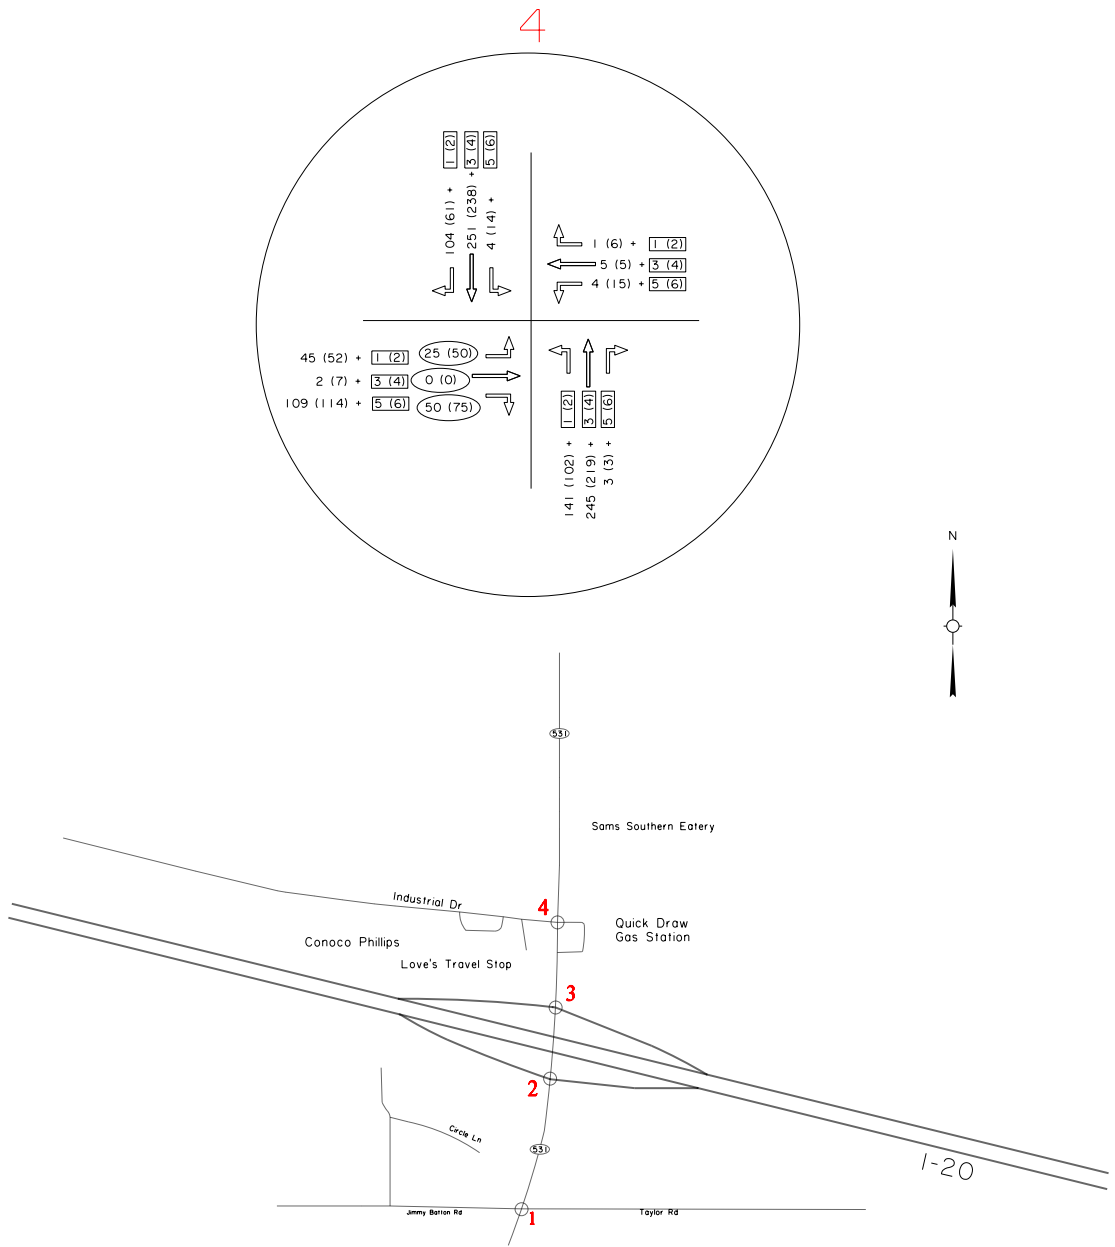 4
1 (2)
3 (4)
5 (6)
104 (61) +
251 (238) +
4 (14) +
1 (6) + 1 (2)
5 (5) + 3 (4)
4 (15) + 5 (6)
45 (52) + 1 (2) 25 (50)
2 (7) + 3 (4) 0 (0)
109 (114) + 5 (6) 50 (75)
1 (2)
3 (4)
5 (6)
141 (102) +
245 (219) +
3 (3) +
N
531
Sams Southern Eatery
Industrial Dr
4
Quick Draw
Gas Station
Conoco Phillips
Love's Travel Stop
3
2
Circle Ln
531
I-20
Jimmy Batton Rd
1
Taylor Rd